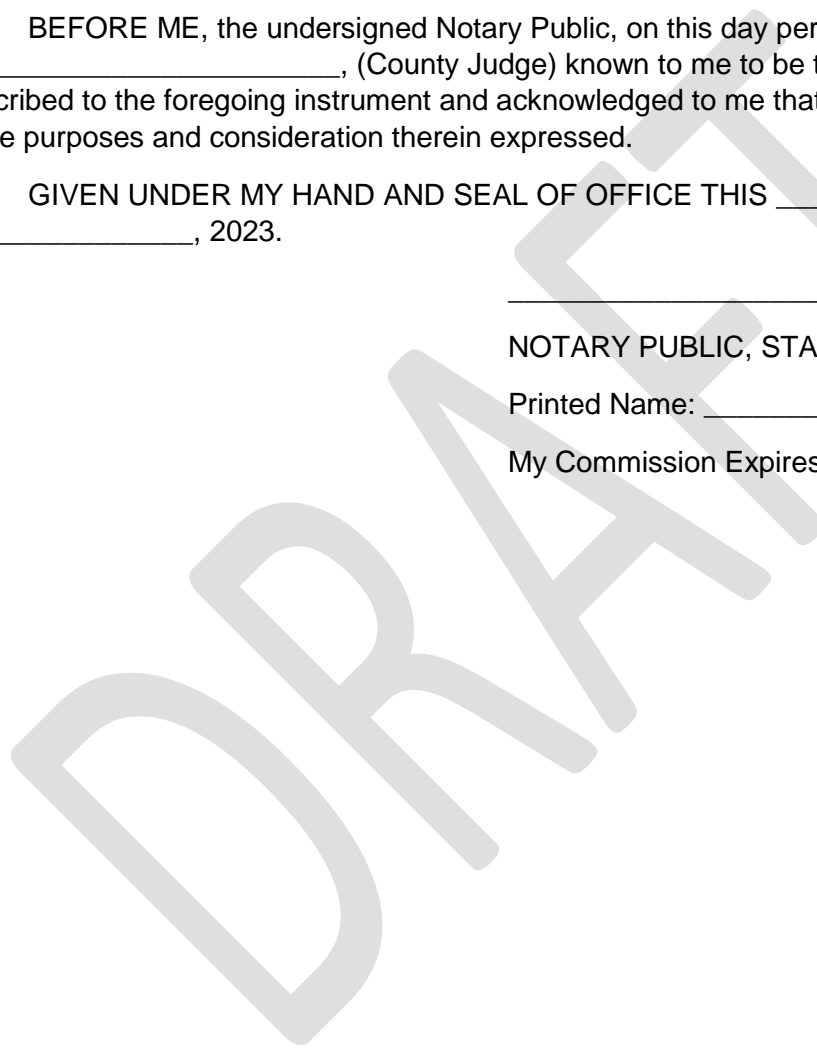 BEFORE ME, the undersigned Notary Public, on this day per
____________________, (County Judge) known to me to be t
cribed to the foregoing instrument and acknowledged to me that
e purposes and consideration therein expressed.
GIVEN UNDER MY HAND AND SEAL OF OFFICE THIS ___
____________, 2023.
___________________
NOTARY PUBLIC, STA
Printed Name: _______
My Commission Expires
DRAFT